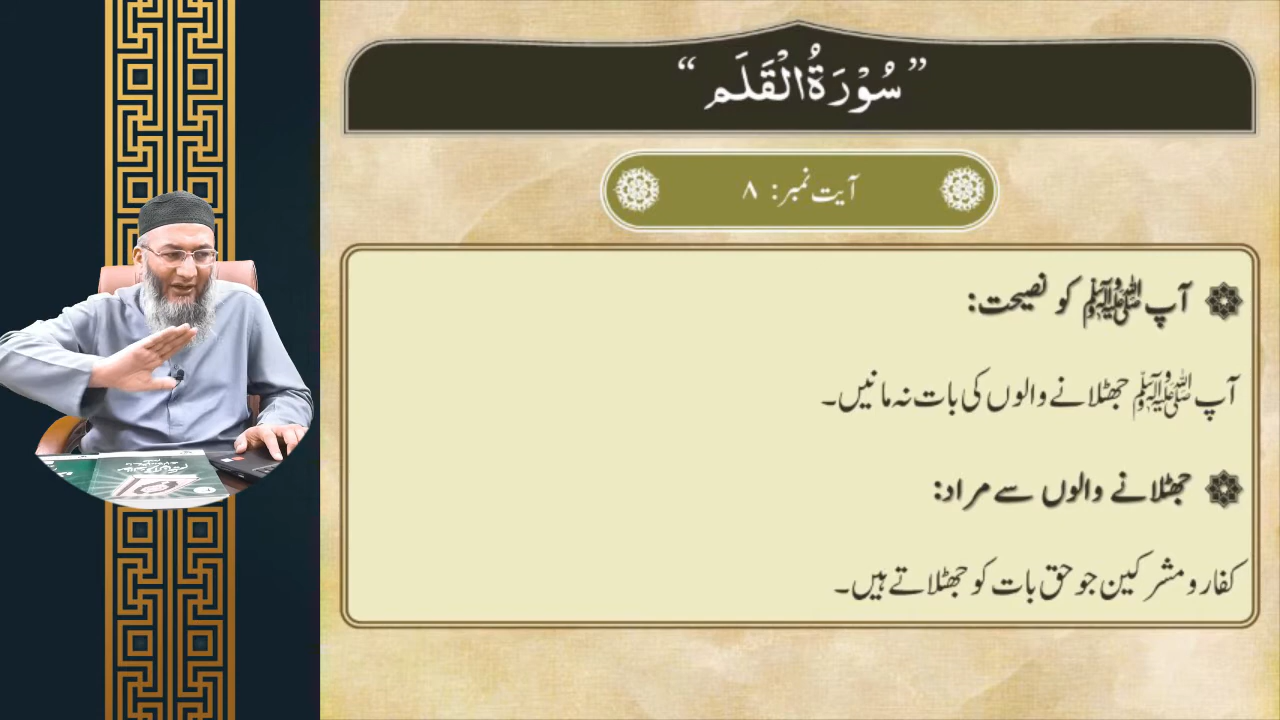 ”سُوْرَۃُالْقَلَم“
آیت نمبر: ۸
آپ ﷺ کو نصیحت:
آپ ﷺ جھٹلانے والوں کی بات نہ مانیں۔
جھٹلانے والوں سے مراد:
کفار و مشرکین جو حق بات کو جھٹلاتے ہیں۔